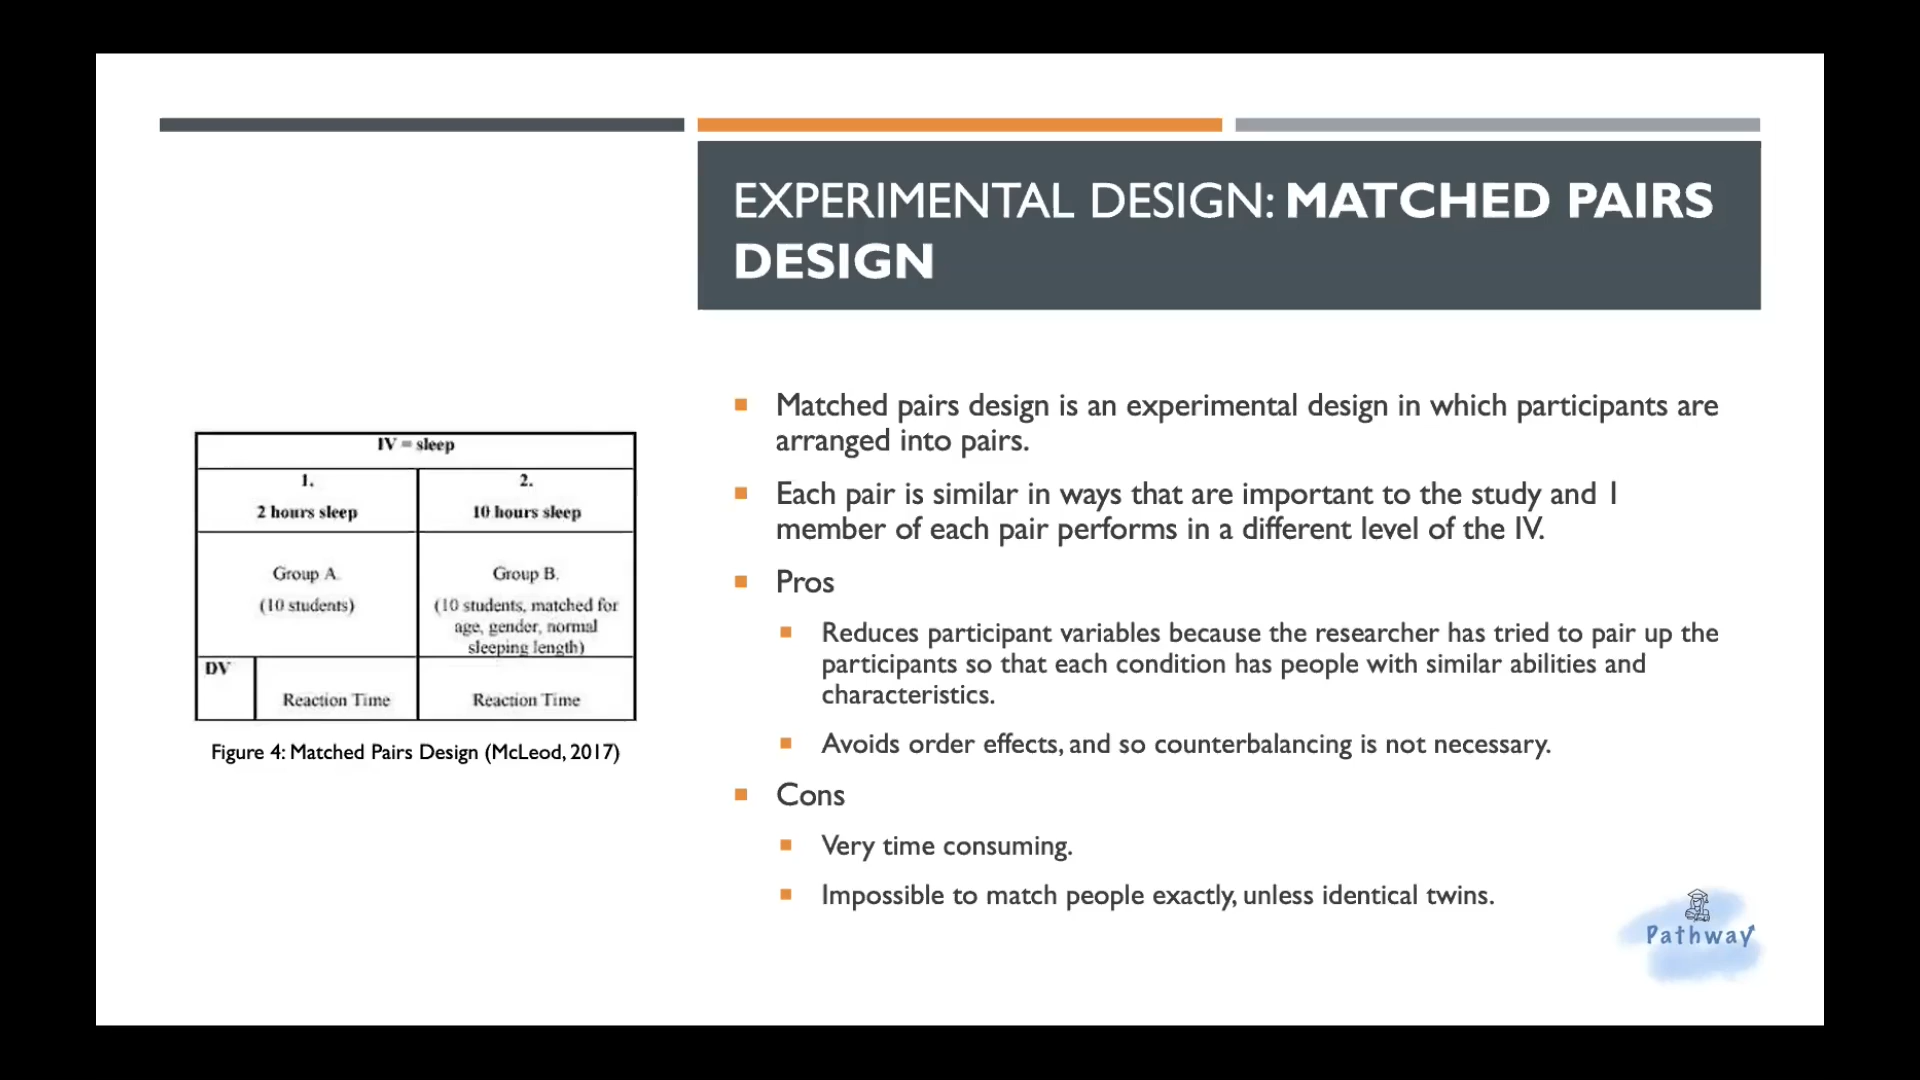 EXPERIMENTAL DESIGN: MATCHED PAIRS
DESIGN
IV = sleep
1.
2 hours sleep
2.
10 hours sleep
Group A.
(10 students)
Group B.
(10 students, matched for
age, gender, normal
sleeping length)
DV
Reaction Time
Reaction Time
Figure 4: Matched Pairs Design (McLeod, 2017)
Matched pairs design is an experimental design in which participants are
arranged into pairs.
Each pair is similar in ways that are important to the study and 1
member of each pair performs in a different level of the IV.
Pros
Reduces participant variables because the researcher has tried to pair up the
participants so that each condition has people with similar abilities and
characteristics.
Avoids order effects, and so counterbalancing is not necessary.
Cons
Very time consuming.
Impossible to match people exactly, unless identical twins.
Pathway